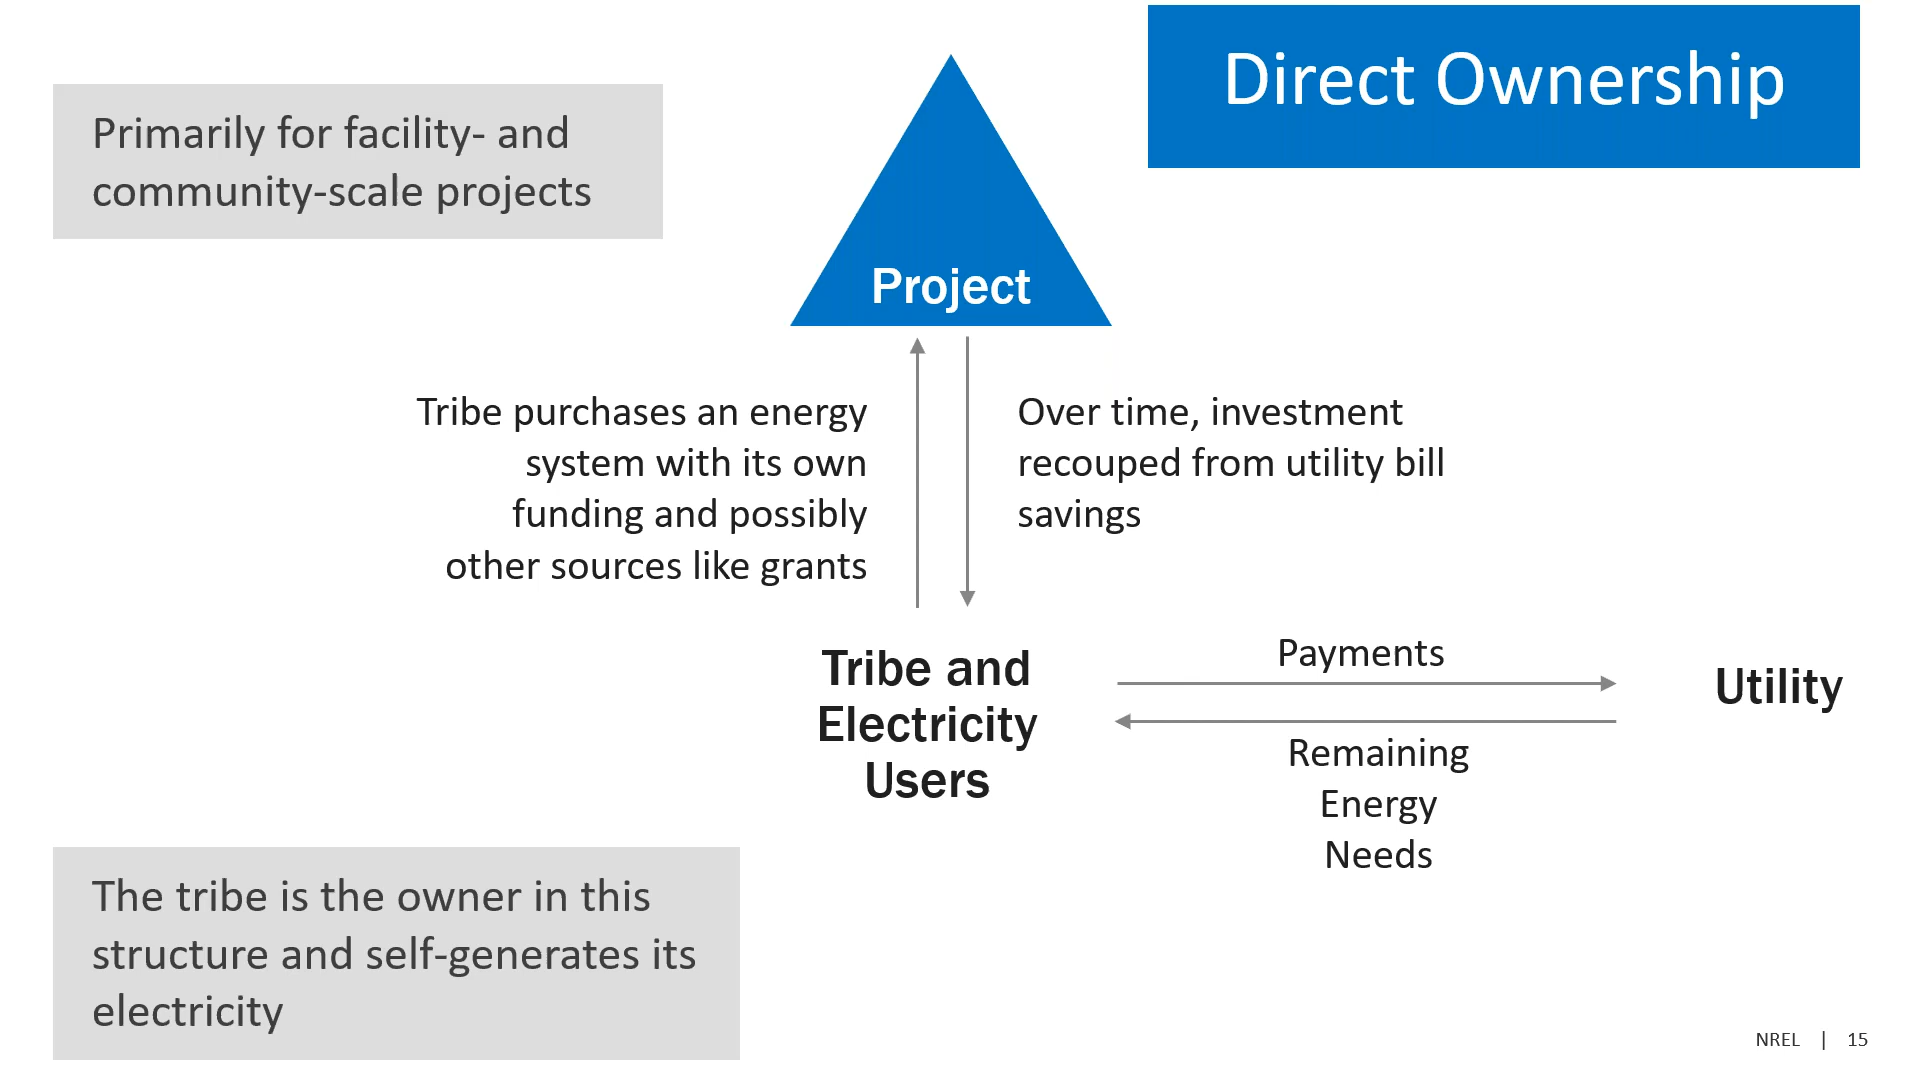 Direct Ownership
Primarily for facility- and
community-scale projects
Project
Tribe purchases an energy
system with its own
funding and possibly
other sources like grants
Over time, investment
recouped from utility bill
savings
Tribe and
Electricity
Users
Payments
Utility
Remaining
Energy
Needs
The tribe is the owner in this
structure and self-generates its
electricity
NREL | 15